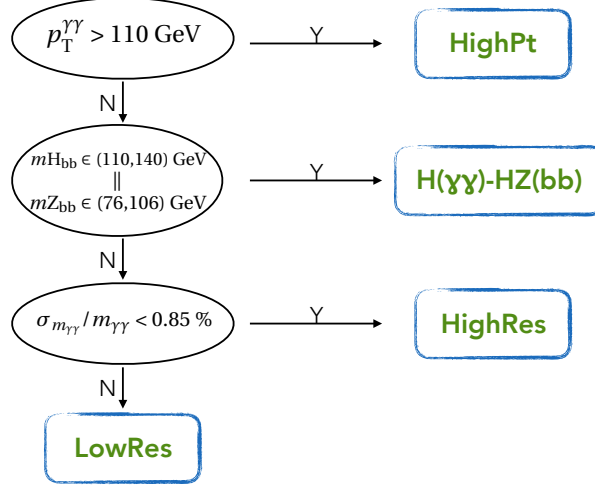 p_T^γγ > 110 GeV
Y
HighPt
N
mH_bb ∈ (110,140) GeV
||
mZ_bb ∈ (76,106) GeV
Y
H(γγ)-HZ(bb)
N
σ_m_γγ / m_γγ < 0.85 %
Y
HighRes
N
LowRes